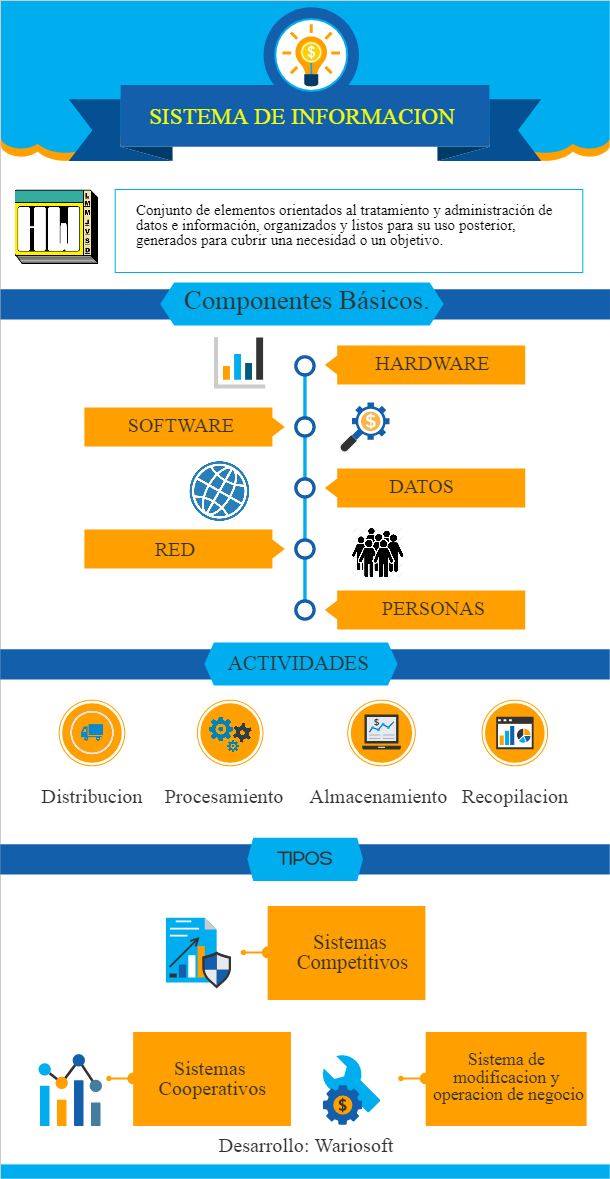 SISTEMA DE INFORMACION
L
M
M
J
V
S
D
Conjunto de elementos orientados al tratamiento y administración de
datos e información, organizados y listos para su uso posterior,
generados para cubrir una necesidad o un objetivo.
Componentes Básicos.
HARDWARE
SOFTWARE
DATOS
RED
PERSONAS
ACTIVIDADES
Distribucion Procesamiento Almacenamiento Recopilacion
TIPOS
Sistemas
Competitivos
Sistemas
Cooperativos
Sistema de
modificacion y
operacion de negocio
Desarrollo: Wariosoft